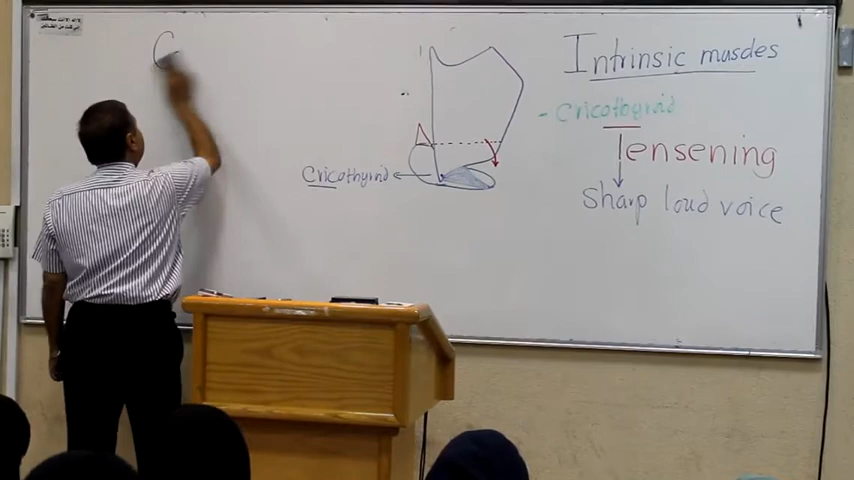 Intrinsic muscles
- Cricothyroid
Tensening
Cricothyroid
sharp loud voice